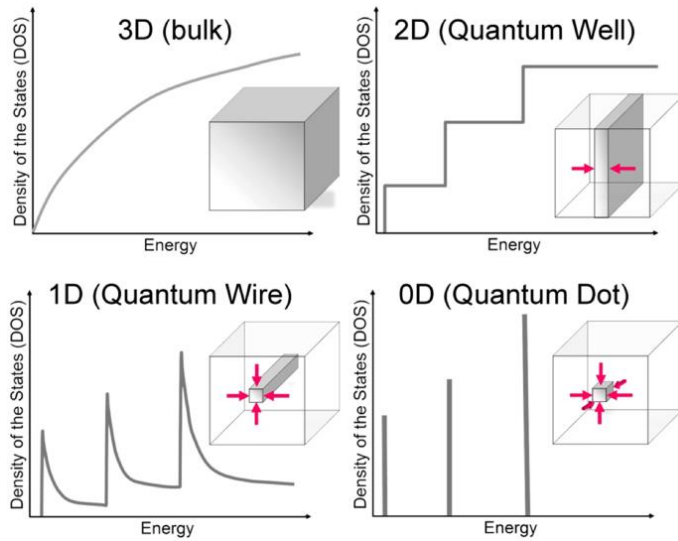 3D (bulk)
Density of the States (DOS)
Energy
2D (Quantum Well)
Density of the States (DOS)
Energy
1D (Quantum Wire)
Density of the States (DOS)
Energy
0D (Quantum Dot)
Density of the States (DOS)
Energy